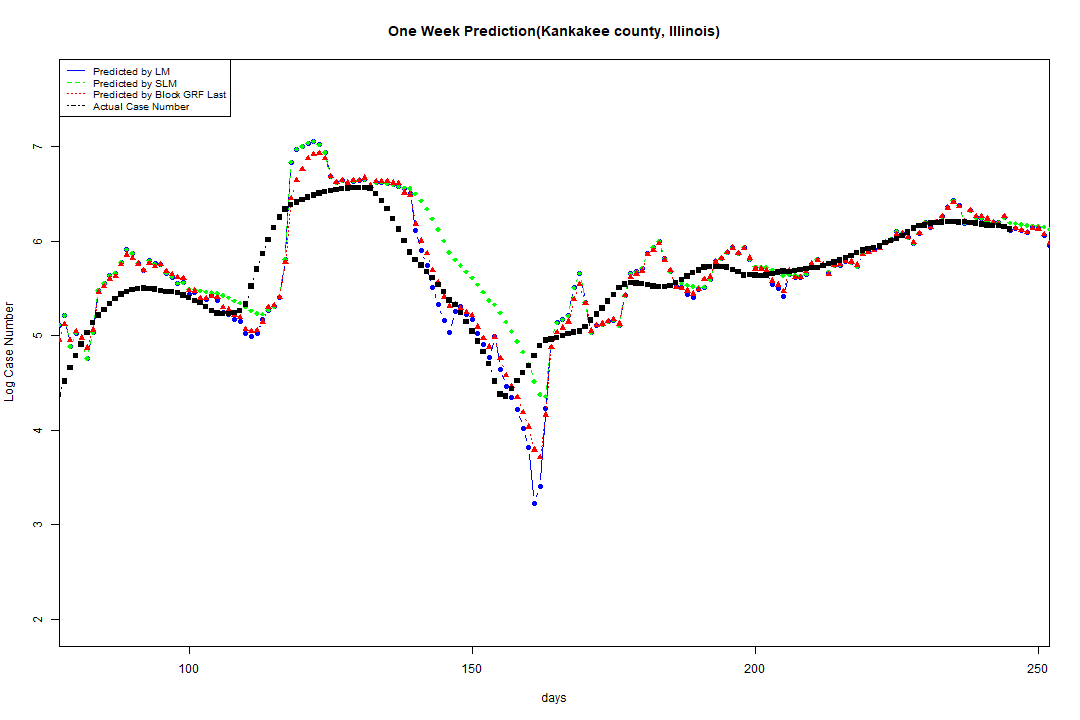 One Week Prediction(Kankakee county, Illinois)
Predicted by LM
Predicted by SLM
Predicted by Block GRF Last
Actual Case Number
7
6
5
4
3
2
Log Case Number
100 150 200 250
days